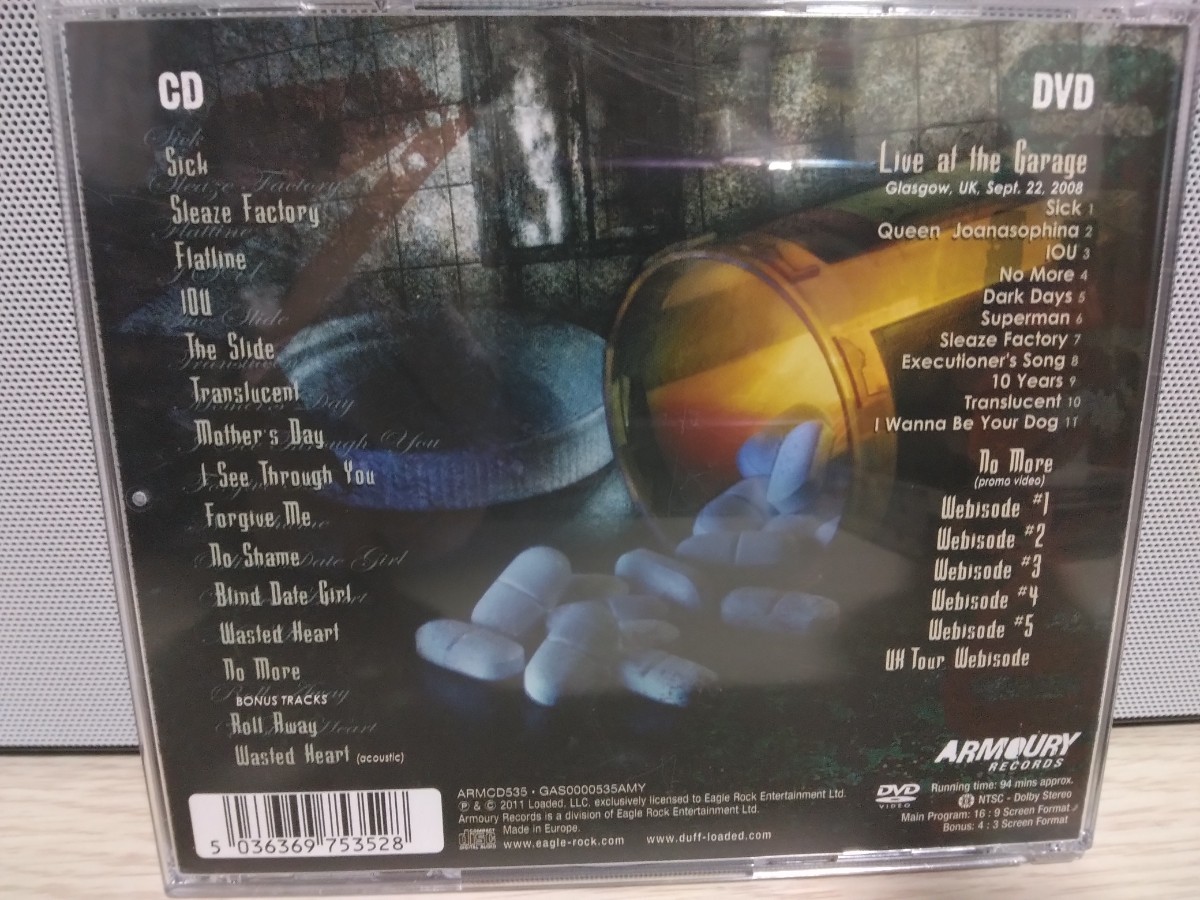 CD
Sick
Sleaze Factory
Flatline
IOU
The Slide
Translucent
Mother's Day
I See Through You
Forgive Me
No Shame
Blind Date Girl
Wasted Heart
No More
BONUS TRACKS
Roll Away
Wasted Heart (acoustic)
DVD
Live at the Garage
Glasgow, UK, Sept. 22, 2008
Sick 1
Queen Joanasophina 2
IOU 3
No More 4
Dark Days 5
Superman 6
Sleaze Factory 7
Executioner's Song 8
10 Years 9
Translucent 10
I Wanna Be Your Dog 11
No More
(promo video)
Webisode #1
Webisode #2
Webisode #3
Webisode #4
Webisode #5
UK Tour Webisode
ARMOURY
RECORDS
5 036369 753528
ARMCD535 • GAS0000535AMY
℗ & © 2011 Loaded, LLC, exclusively licensed to Eagle Rock Entertainment Ltd.
Armoury Records is a division of Eagle Rock Entertainment Ltd.
Made in Europe.
COMPACT disc DIGITAL AUDIO
www.eagle-rock.com www.duff-loaded.com
DVD VIDEO
Running time: 94 mins approx.
NTSC - Dolby Stereo
Main Program: 16 : 9 Screen Format
Bonus: 4 : 3 Screen Format